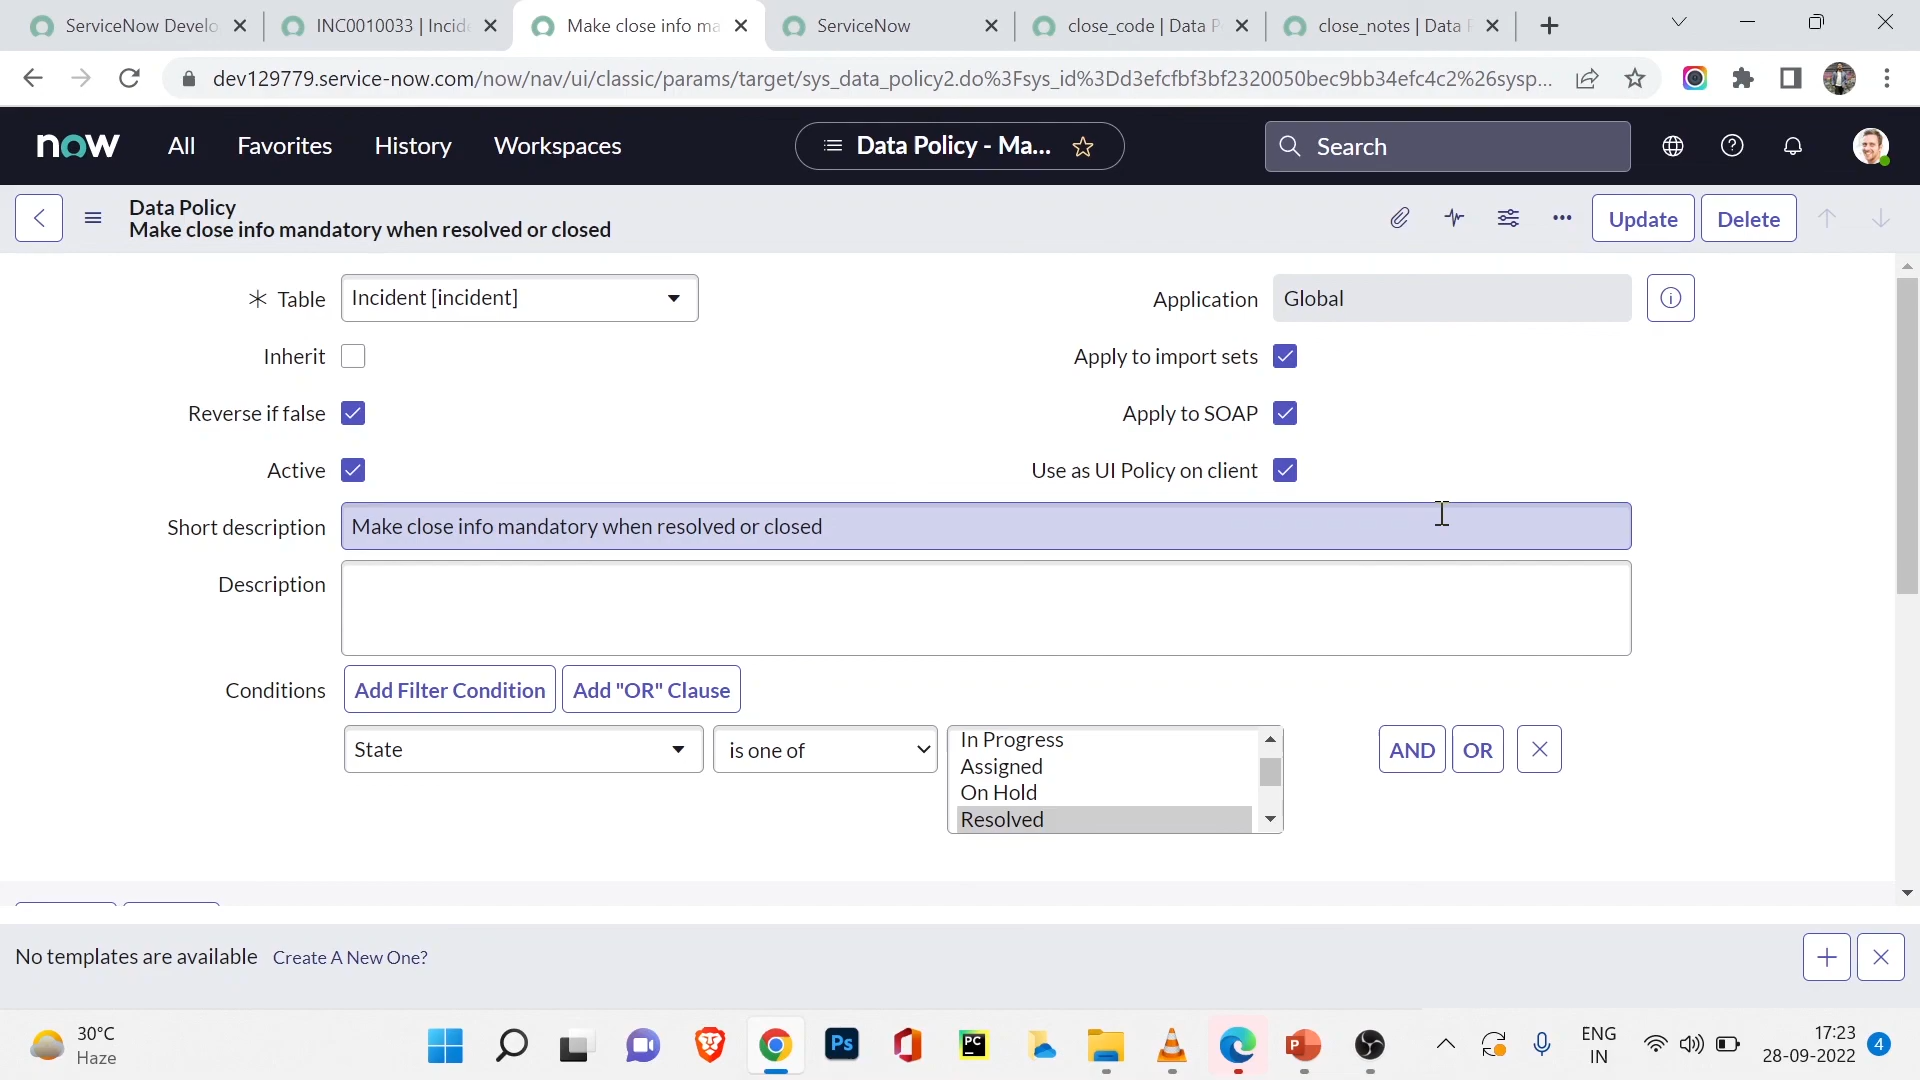 ServiceNow Develo
INC0010033 | Incide
Make close info ma
ServiceNow
close_code | Data P
close_notes | Data P
dev129779.service-now.com/now/nav/ui/classic/params/target/sys_data_policy2.do%3Fsys_id%3Dd3efcfbf3bf2320050bec9bb34efc4c2%26sysp...
now All Favorites History Workspaces Data Policy - Ma... Search
Data Policy
Make close info mandatory when resolved or closed
Update Delete
Table Incident [incident] Application Global
Inherit Apply to import sets
Reverse if false Apply to SOAP
Active Use as UI Policy on client
Short description Make close info mandatory when resolved or closed
Description
Conditions Add Filter Condition Add "OR" Clause
State is one of In Progress AND OR
Assigned
On Hold
Resolved
No templates are available Create A New One?
30°C
Haze
Ps
PC
P
ENG
IN
17:23
28-09-2022
4